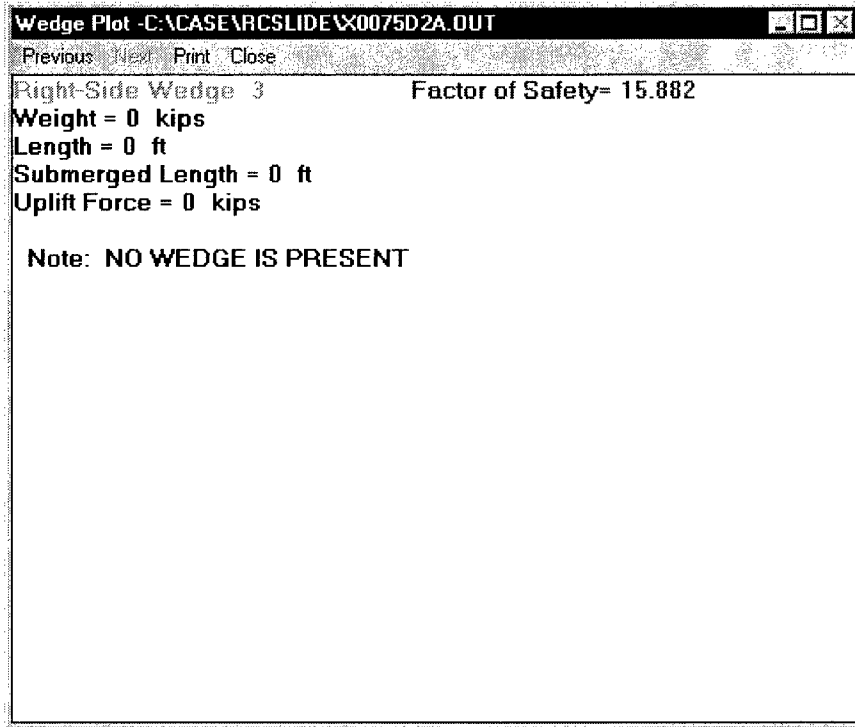 Wedge Plot -C:\CASE\RCSLIDE\X0075D2A.OUT
Previous Next Print Close
Right-Side Wedge 3 Factor of Safety= 15.882
Weight = 0 kips
Length = 0 ft
Submerged Length = 0 ft
Uplift Force = 0 kips
Note: NO WEDGE IS PRESENT